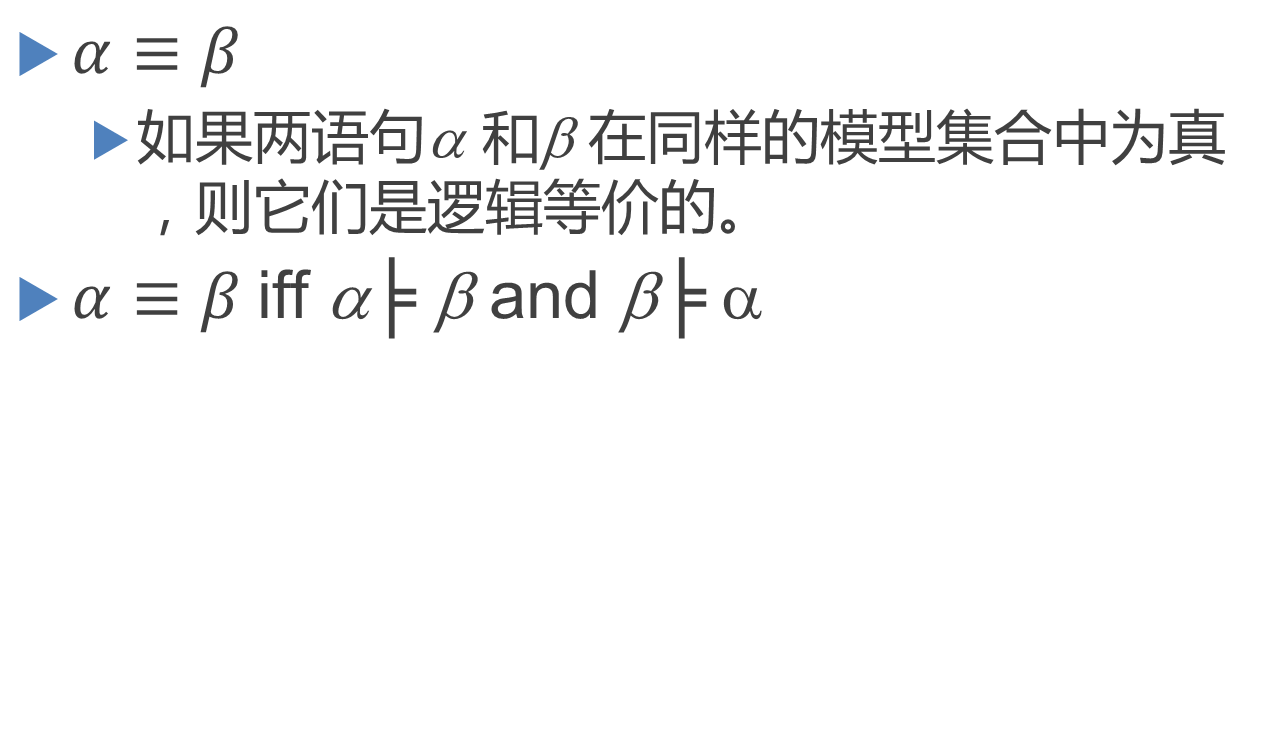 ▶ α ≡ β
▶ 如果两语句α 和β 在同样的模型集合中为真
，则它们是逻辑等价的。
▶ α ≡ β iff α╞ β and β╞ α